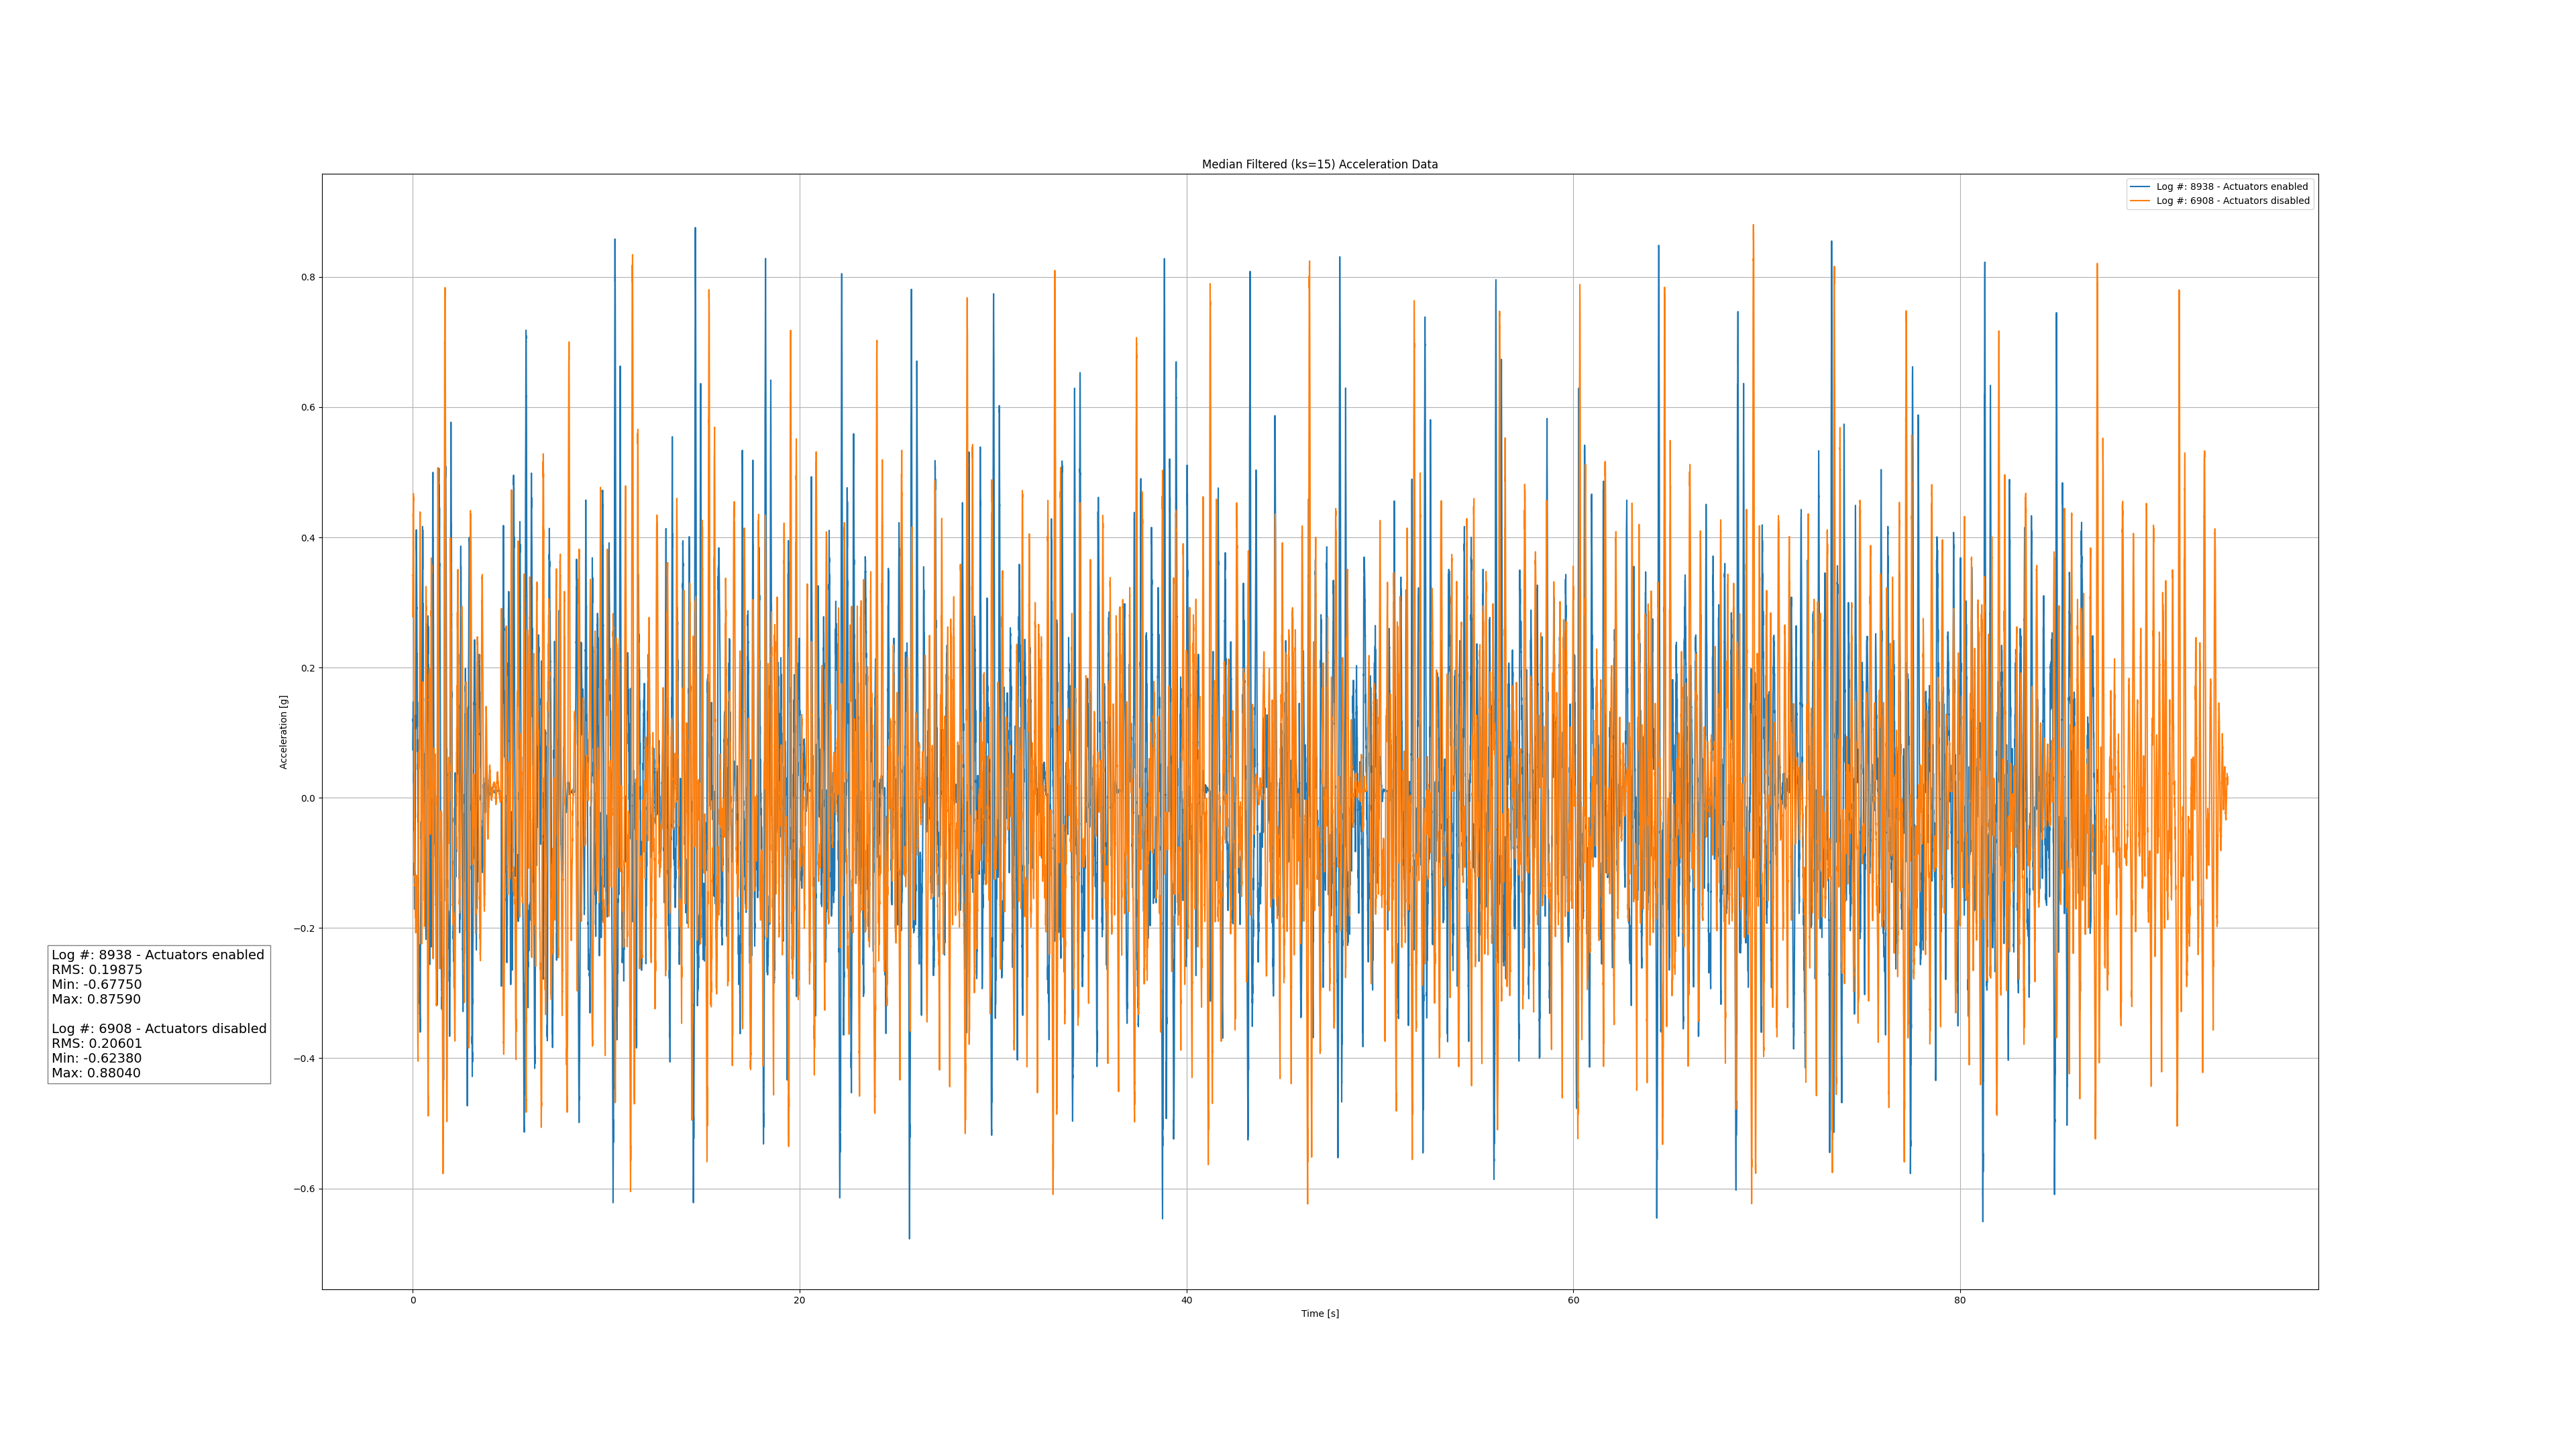 Median Filtered (ks=15) Acceleration Data
Log #: 8938 - Actuators enabled
Log #: 6908 - Actuators disabled
0.8
0.6
0.4
0.2
0.0
−0.2
−0.4
−0.6
Acceleration [g]
0 20 40 60 80
Time [s]
Log #: 8938 - Actuators enabled
RMS: 0.19875
Min: -0.67750
Max: 0.87590
Log #: 6908 - Actuators disabled
RMS: 0.20601
Min: -0.62380
Max: 0.88040